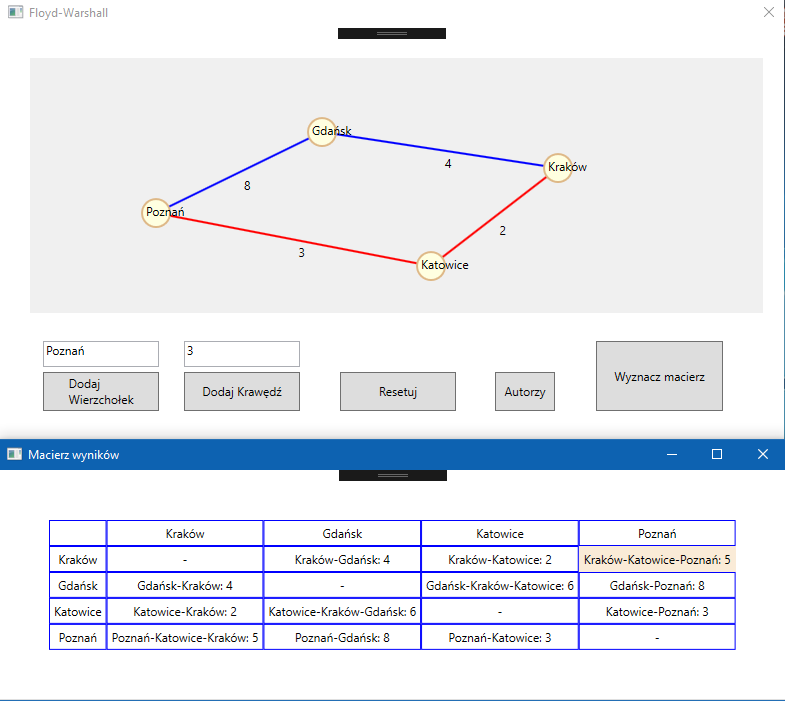 Floyd-Warshall
Gdańsk
4
Kraków
8
Poznań
2
3
Katowice
Poznań
3
Dodaj
Wierzchołek
Dodaj Krawędź
Resetuj
Autorzy
Wyznacz macierz
Macierz wyników
Kraków Gdańsk Katowice Poznań
Kraków - Kraków-Gdańsk: 4 Kraków-Katowice: 2 Kraków-Katowice-Poznań: 5
Gdańsk Gdańsk-Kraków: 4 - Gdańsk-Kraków-Katowice: 6 Gdańsk-Poznań: 8
Katowice Katowice-Kraków: 2 Katowice-Kraków-Gdańsk: 6 - Katowice-Poznań: 3
Poznań Poznań-Katowice-Kraków: 5 Poznań-Gdańsk: 8 Poznań-Katowice: 3 -